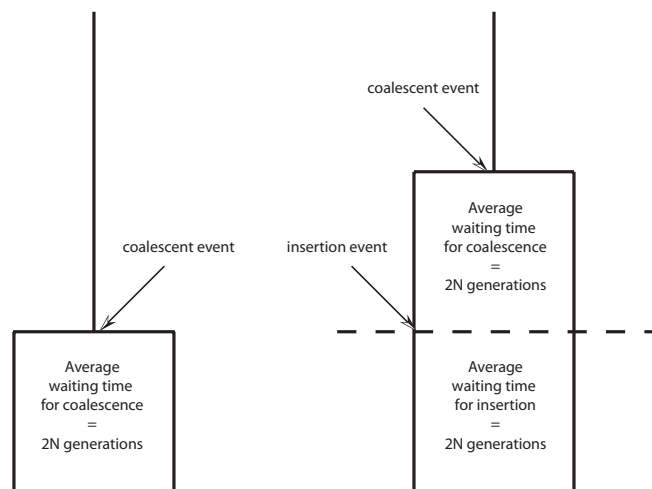 coalescent event
Average
waiting time
for coalescence
=
2N generations
coalescent event
insertion event
Average
waiting time
for coalescence
=
2N generations
Average
waiting time
for insertion
=
2N generations